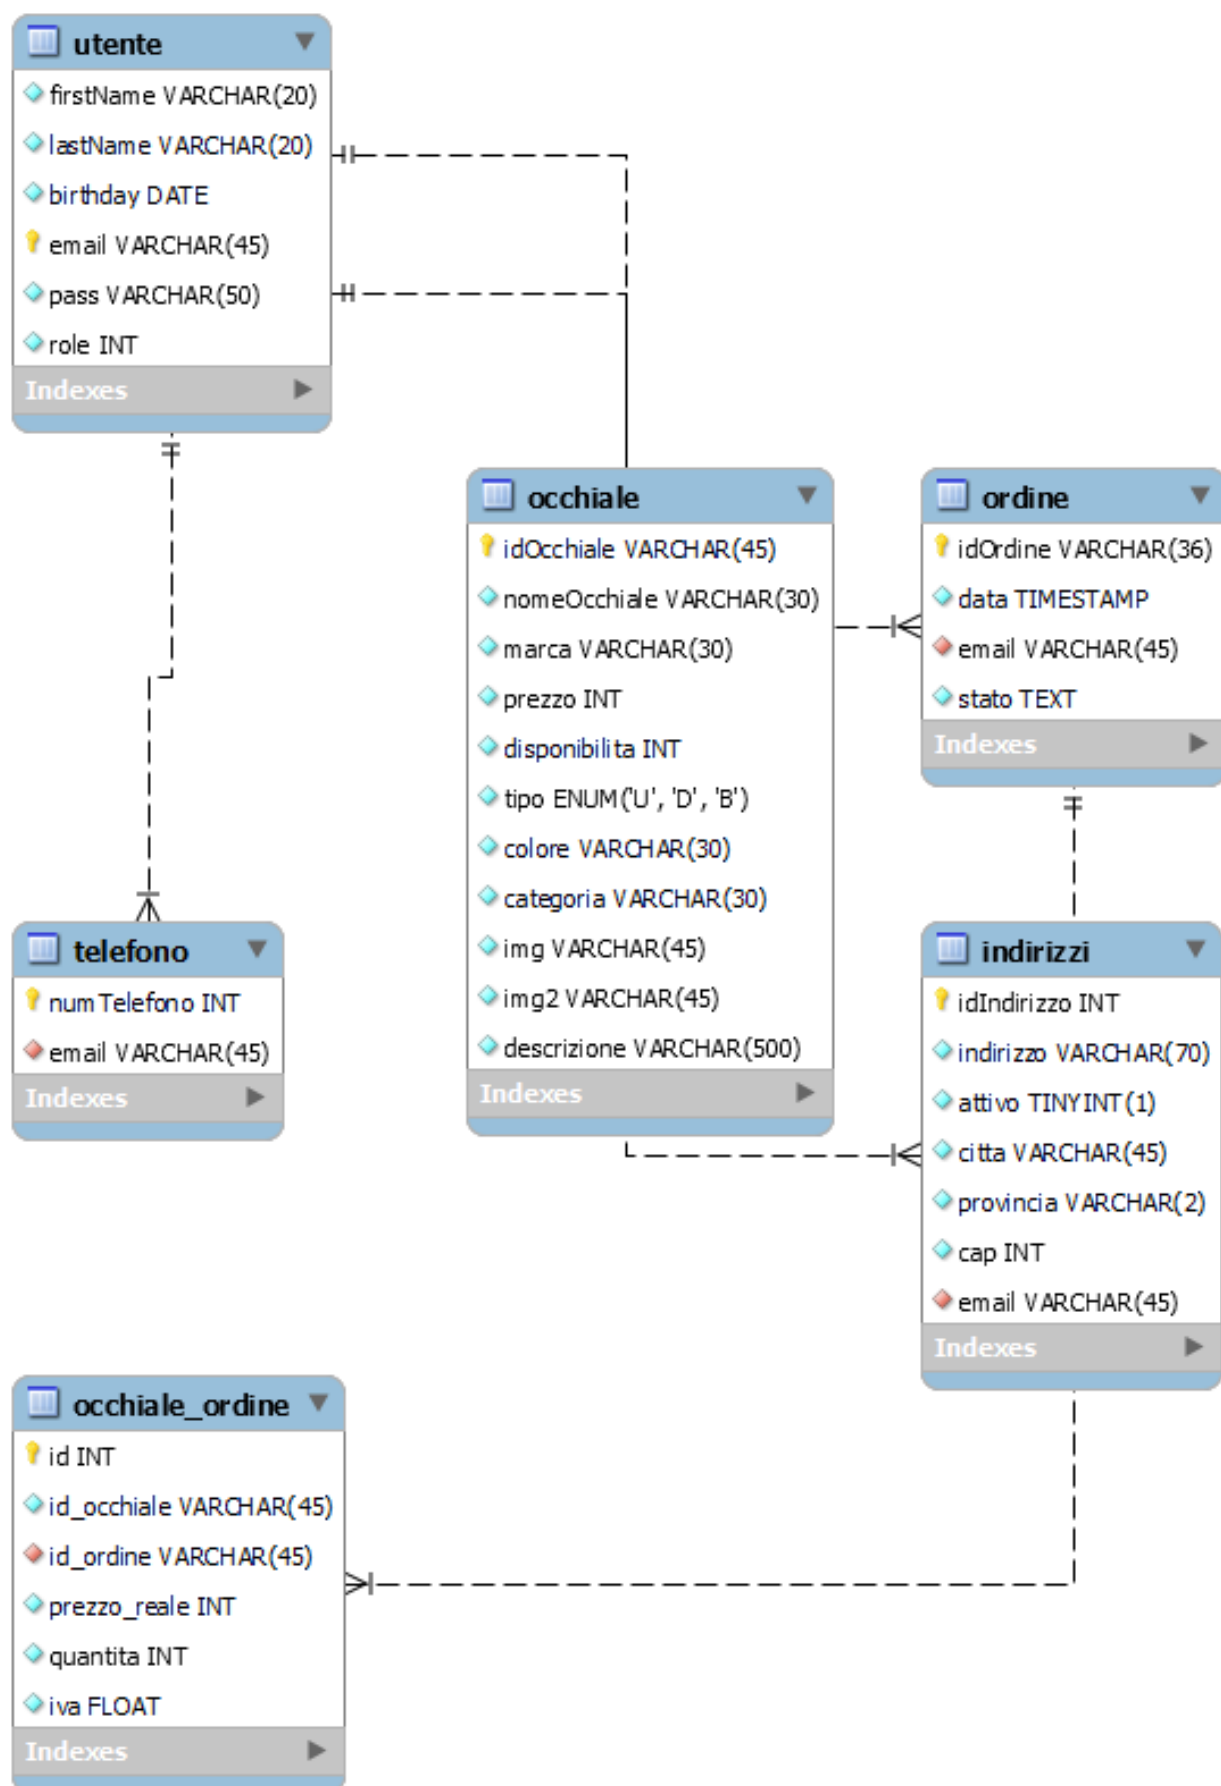 utente
firstName VARCHAR(20)
lastName VARCHAR(20)
birthday DATE
email VARCHAR(45)
pass VARCHAR(50)
role INT
Indexes
occhiale
idOcchiale VARCHAR(45)
nomeOcchiale VARCHAR(30)
marca VARCHAR(30)
prezzo INT
disponibilita INT
tipo ENUM('U', 'D', 'B')
colore VARCHAR(30)
categoria VARCHAR(30)
img VARCHAR(45)
img2 VARCHAR(45)
descrizione VARCHAR(500)
Indexes
ordine
idOrdine VARCHAR(36)
data TIMESTAMP
email VARCHAR(45)
stato TEXT
Indexes
telefono
numTelefono INT
email VARCHAR(45)
Indexes
indirizzi
idIndirizzo INT
indirizzo VARCHAR(70)
attivo TINYINT(1)
citta VARCHAR(45)
provincia VARCHAR(2)
cap INT
email VARCHAR(45)
Indexes
occhiale_ordine
id INT
id_occhiale VARCHAR(45)
id_ordine VARCHAR(45)
prezzo_reale INT
quantita INT
iva FLOAT
Indexes